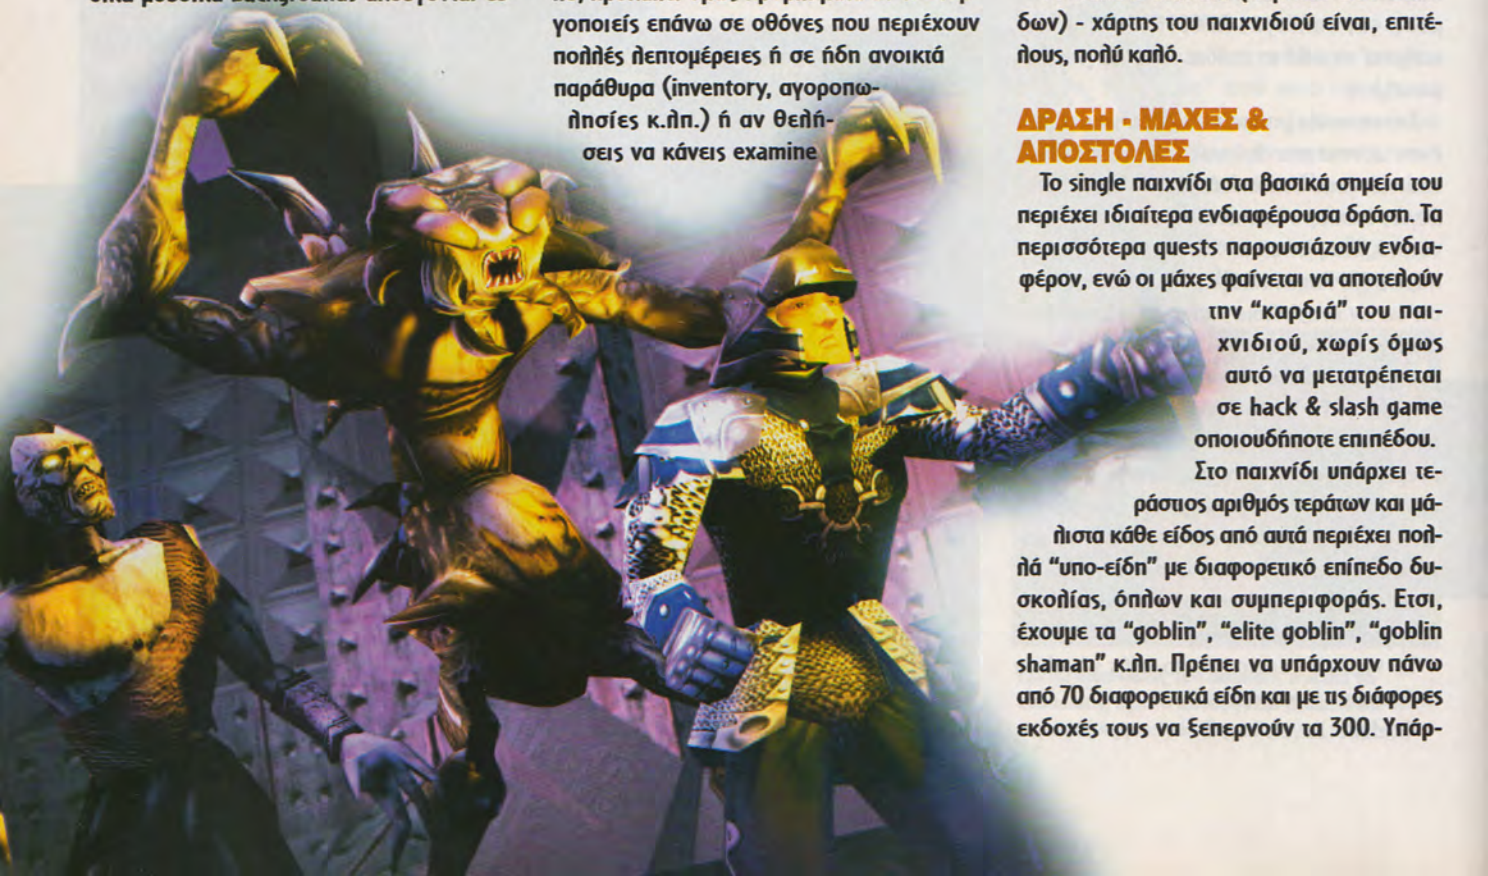 γοποιείς επάνω σε οθόνες που περιέχουν
πολλές λεπτομέρειες ή σε ήδη ανοικτά
παράθυρα (inventory, αγοροπω-
λησίες κ.λπ.) ή αν θελή-
σεις να κάνεις examine
δων) - χάρτης του παιχνιδιού είναι, επιτέ-
λους, πολύ καλό.
ΔΡΑΣΗ - ΜΑΧΕΣ &
ΑΠΟΣΤΟΛΕΣ
Το single παιχνίδι στα βασικά σημεία του
περιέχει ιδιαίτερα ενδιαφέρουσα δράση. Τα
περισσότερα quests παρουσιάζουν ενδια-
φέρον, ενώ οι μάχες φαίνεται να αποτελούν
την “καρδιά” του παι-
χνιδιού, χωρίς όμως
αυτό να μετατρέπεται
σε hack & slash game
οποιουδήποτε επιπέδου.
Στο παιχνίδι υπάρχει τε-
ράστιος αριθμός τεράτων και μά-
λιστα κάθε είδος από αυτά περιέχει πολ-
λά “υπο-είδη” με διαφορετικό επίπεδο δυ-
σκολίας, όπλων και συμπεριφοράς. Ετσι,
έχουμε τα “goblin”, “elite goblin”, “goblin
shaman” κ.λπ. Πρέπει να υπάρχουν πάνω
από 70 διαφορετικά είδη και με τις διάφορες
εκδοχές τους να ξεπερνούν τα 300. Υπάρ-